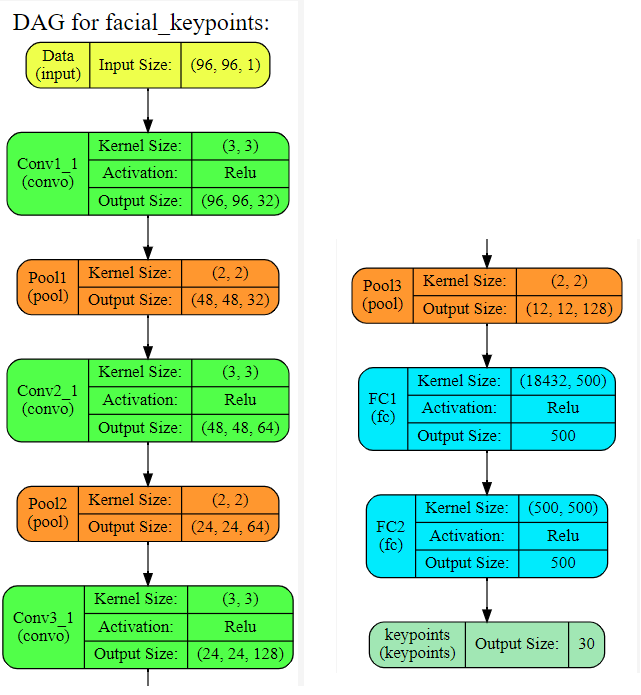 DAG for facial_keypoints:
Data
(input)
Input Size:
(96, 96, 1)
Conv1_1
(convo)
Kernel Size:
(3, 3)
Activation:
Relu
Output Size:
(96, 96, 32)
Pool1
(pool)
Kernel Size:
(2, 2)
Output Size:
(48, 48, 32)
Conv2_1
(convo)
Kernel Size:
(3, 3)
Activation:
Relu
Output Size:
(48, 48, 64)
Pool2
(pool)
Kernel Size:
(2, 2)
Output Size:
(24, 24, 64)
Conv3_1
(convo)
Kernel Size:
(3, 3)
Activation:
Relu
Output Size:
(24, 24, 128)
Pool3
(pool)
Kernel Size:
(2, 2)
Output Size:
(12, 12, 128)
FC1
(fc)
Kernel Size:
(18432, 500)
Activation:
Relu
Output Size:
500
FC2
(fc)
Kernel Size:
(500, 500)
Activation:
Relu
Output Size:
500
keypoints
(keypoints)
Output Size:
30